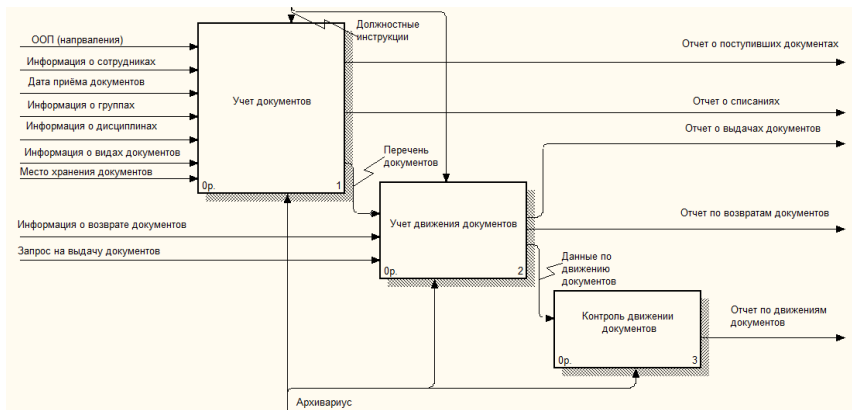 ООП (напрваления)
Информация о сотрудниках
Дата приёма документов
Информация о группах
Информация о дисциплинах
Информация о видах документов
Место хранения документов
Должностные
инструкции
Учет документов
0р.
1
Отчет о поступивших документах
Отчет о списаниях
Отчет о выдачах документов
Перечень
документов
Информация о возврате документов
Запрос на выдачу документов
Учет движения документов
0р.
2
Отчет по возвратам документов
Данные по
движению
документов
Контроль движении
документов
0р.
3
Отчет по движениям
документов
Архивариус